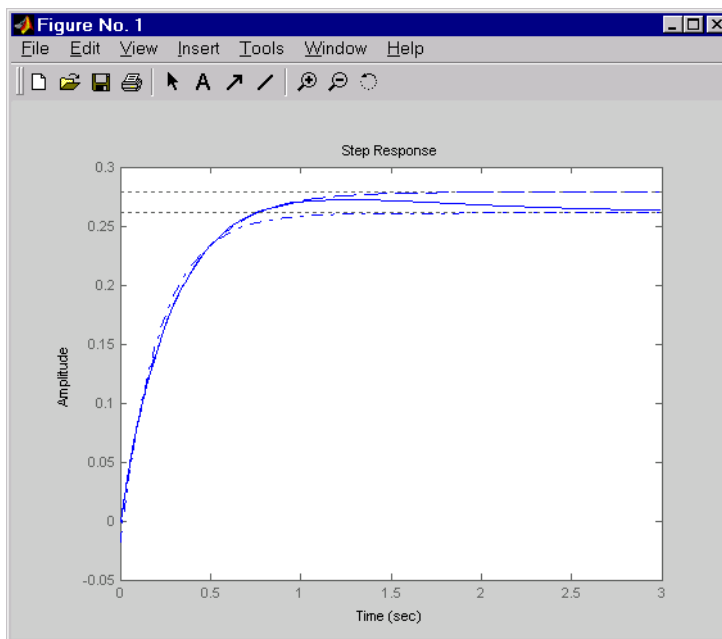 Figure No. 1
File Edit View Insert Tools Window Help
A
Step Response
0.3
0.25
0.2
0.15
0.1
0.05
0
-0.05
Amplitude
0 0.5 1 1.5 2 2.5 3
Time (sec)